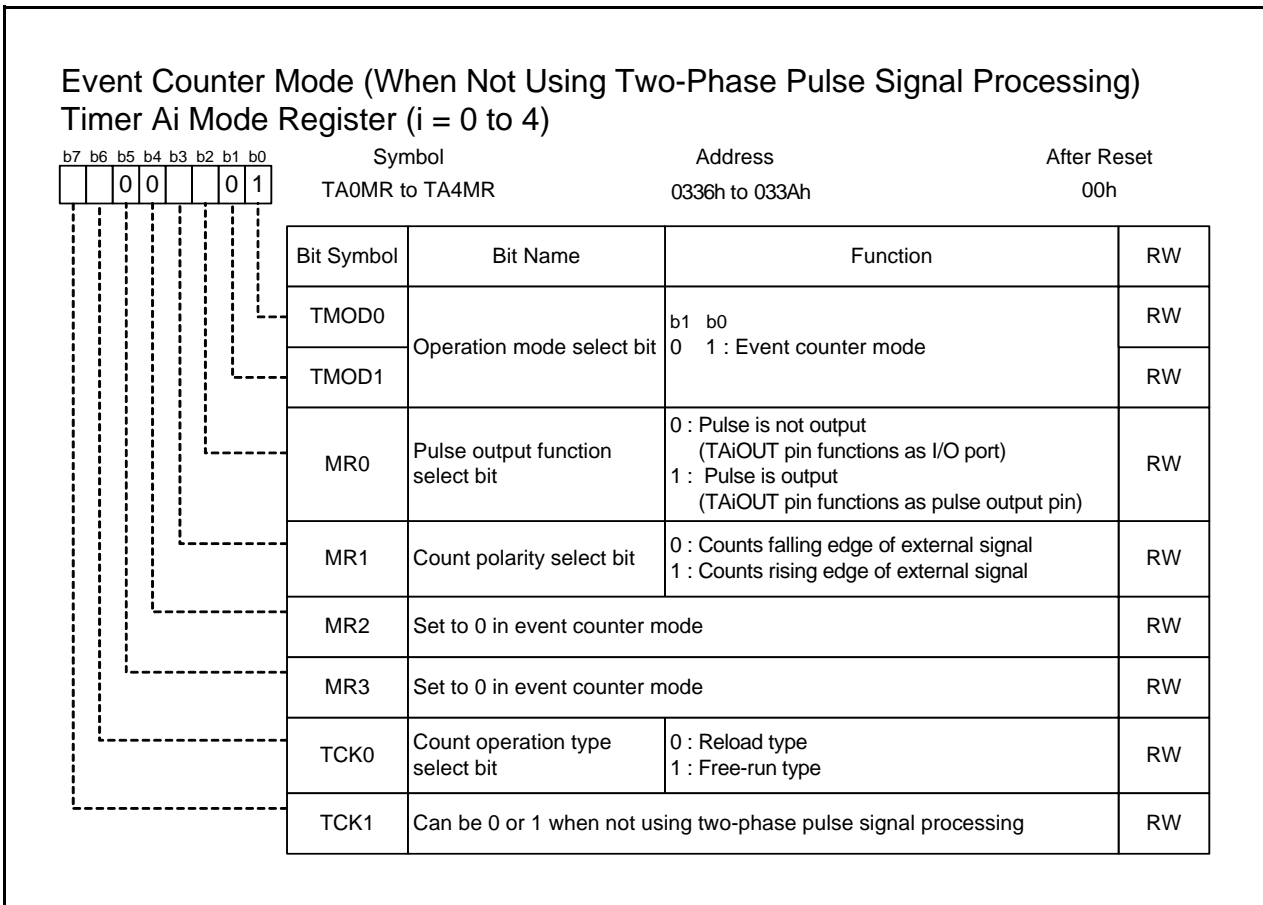 Event Counter Mode (When Not Using Two-Phase Pulse Signal Processing)
Timer Ai Mode Register (i = 0 to 4)
b7 b6 b5 b4 b3 b2 b1 b0
0 0 0 1
Symbol Address After Reset
TA0MR to TA4MR 0336h to 033Ah 00h
Bit Symbol Bit Name Function RW
TMOD0 RW
Operation mode select bit
b1 b0
0 1 : Event counter mode
TMOD1 RW
MR0
Pulse output function
select bit
0 : Pulse is not output
(TAiOUT pin functions as I/O port)
1 : Pulse is output
(TAiOUT pin functions as pulse output pin)
RW
MR1
Count polarity select bit
0 : Counts falling edge of external signal
1 : Counts rising edge of external signal
RW
MR2 Set to 0 in event counter mode RW
MR3 Set to 0 in event counter mode RW
TCK0
Count operation type
select bit
0 : Reload type
1 : Free-run type
RW
TCK1 Can be 0 or 1 when not using two-phase pulse signal processing RW